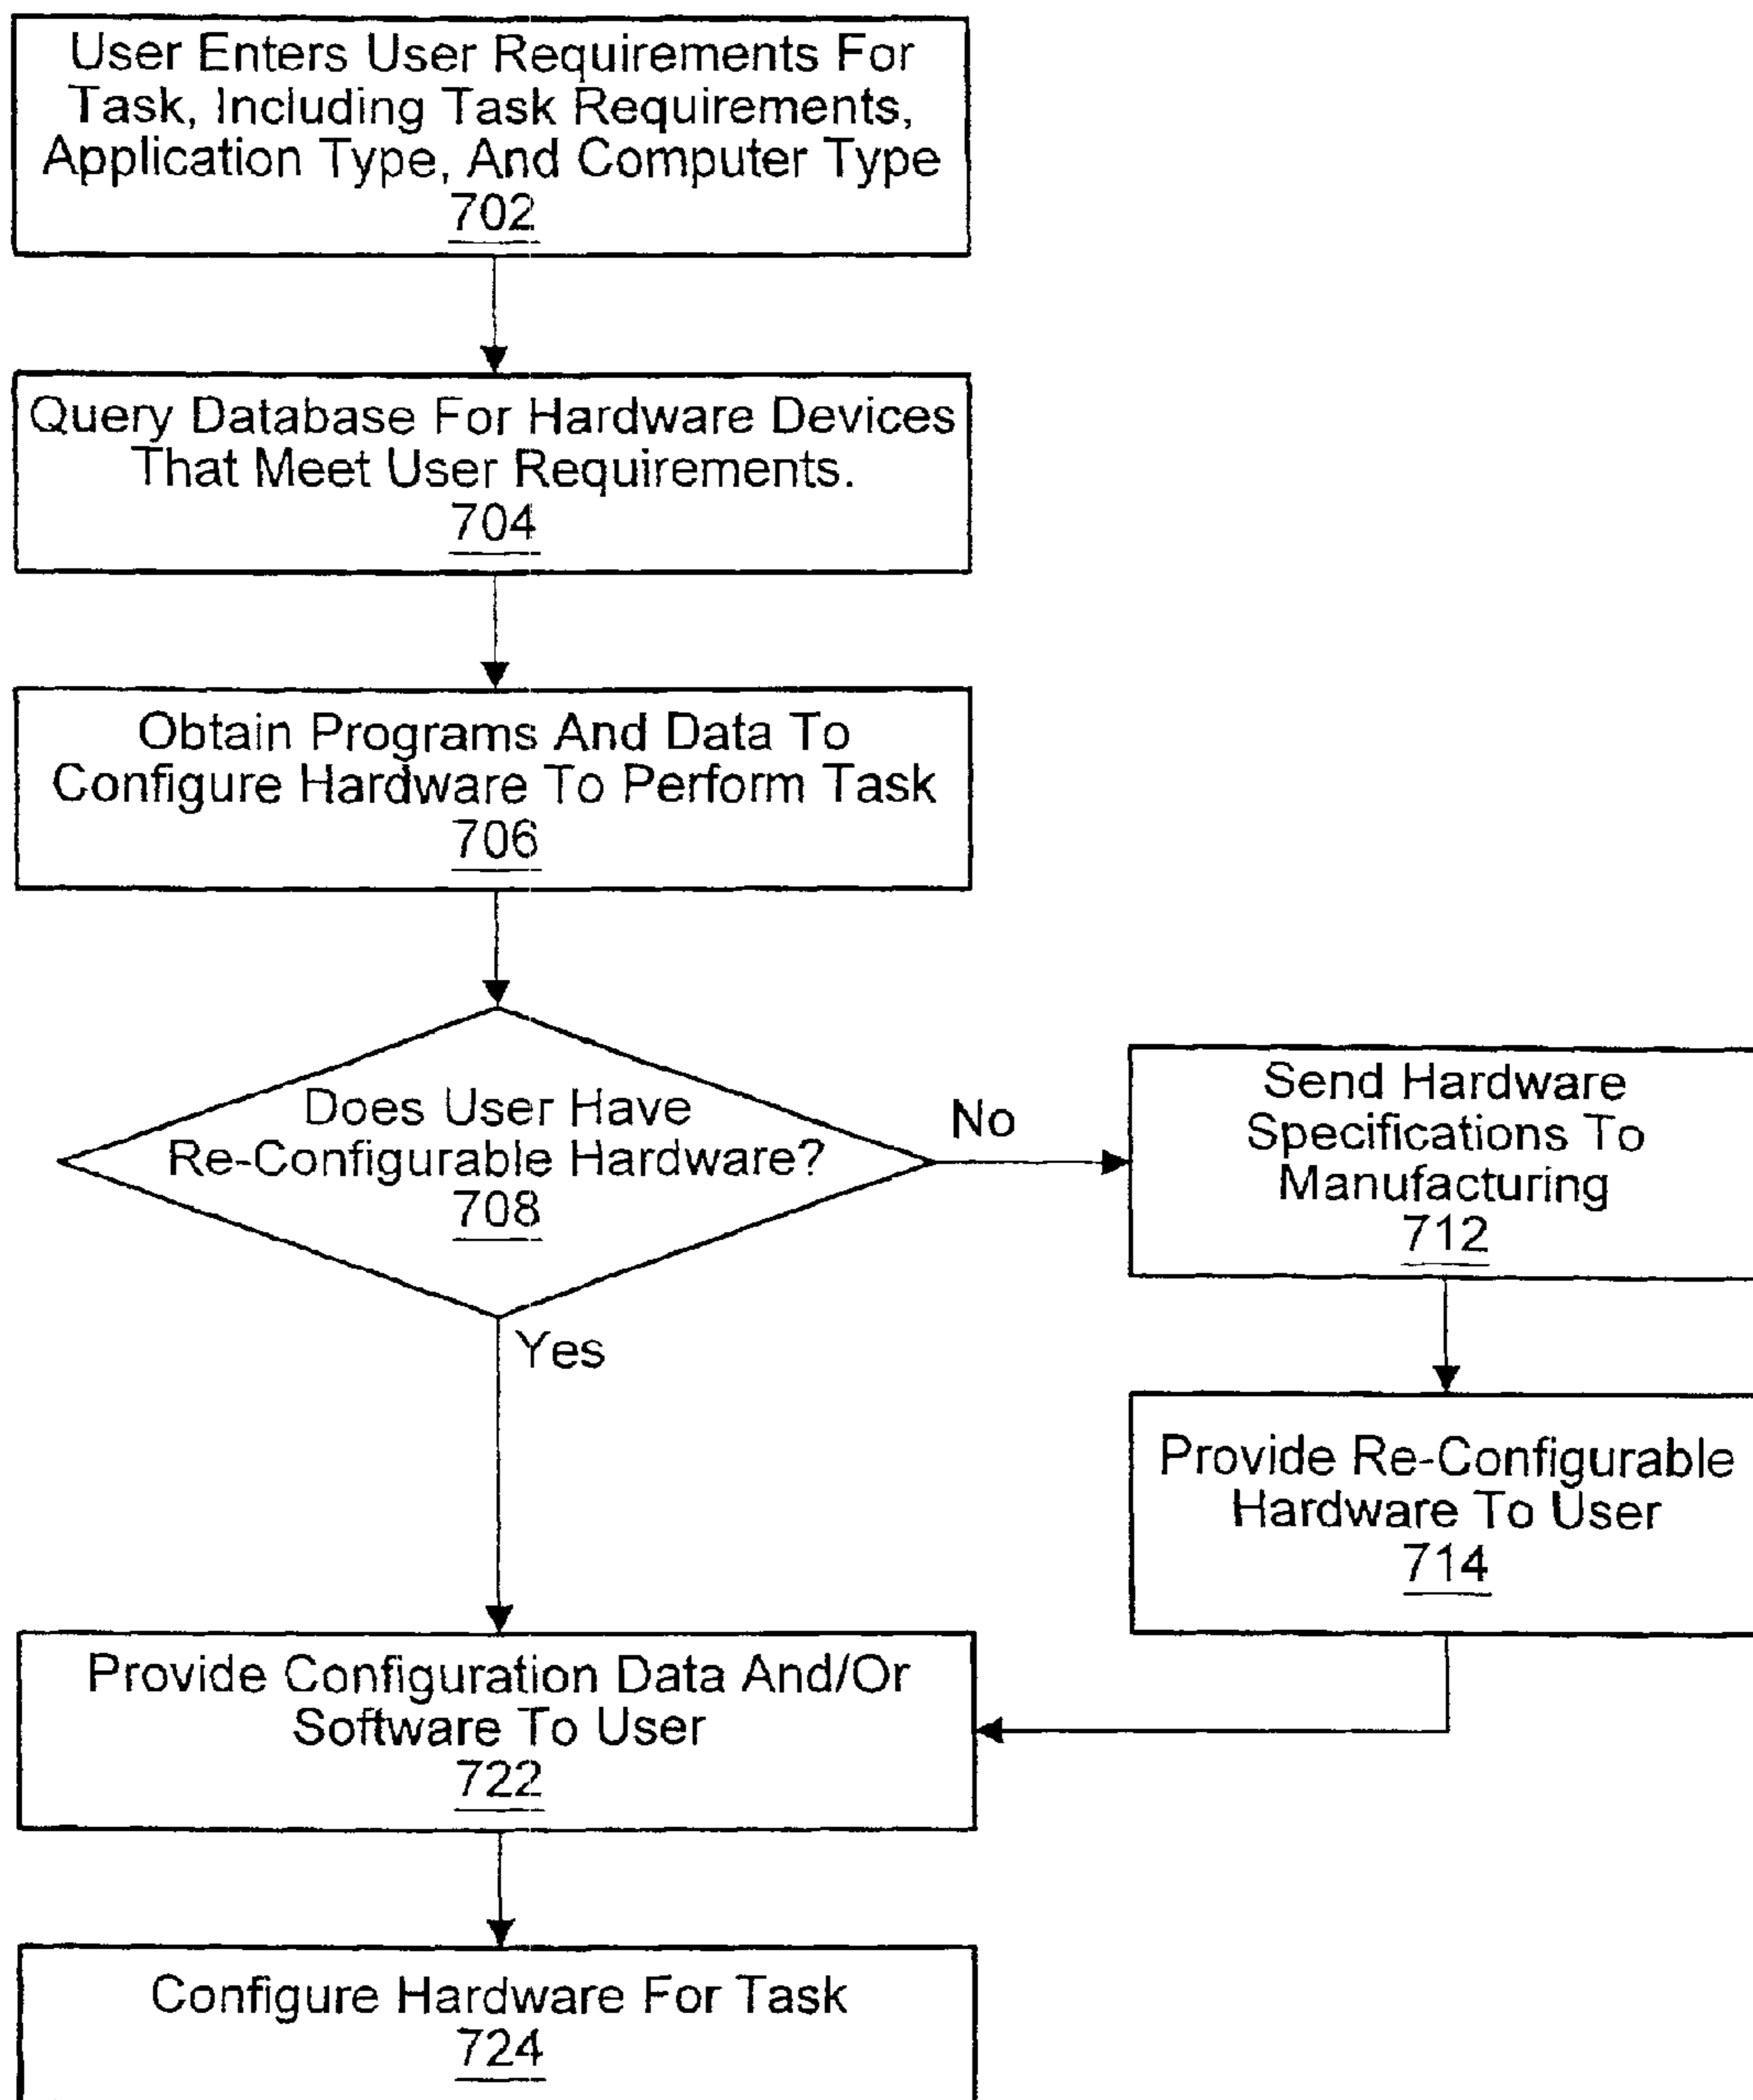 User Enters User Requirements For
Task, Including Task Requirements,
Application Type, And Computer Type
702
Query Database For Hardware Devices
That Meet User Requirements.
704
Obtain Programs And Data To
Configure Hardware To Perform Task
706
Does User Have
Re-Configurable Hardware?
708
No
Yes
Send Hardware
Specifications To
Manufacturing
712
Provide Re-Configurable
Hardware To User
714
Provide Configuration Data And/Or
Software To User
722
Configure Hardware For Task
724